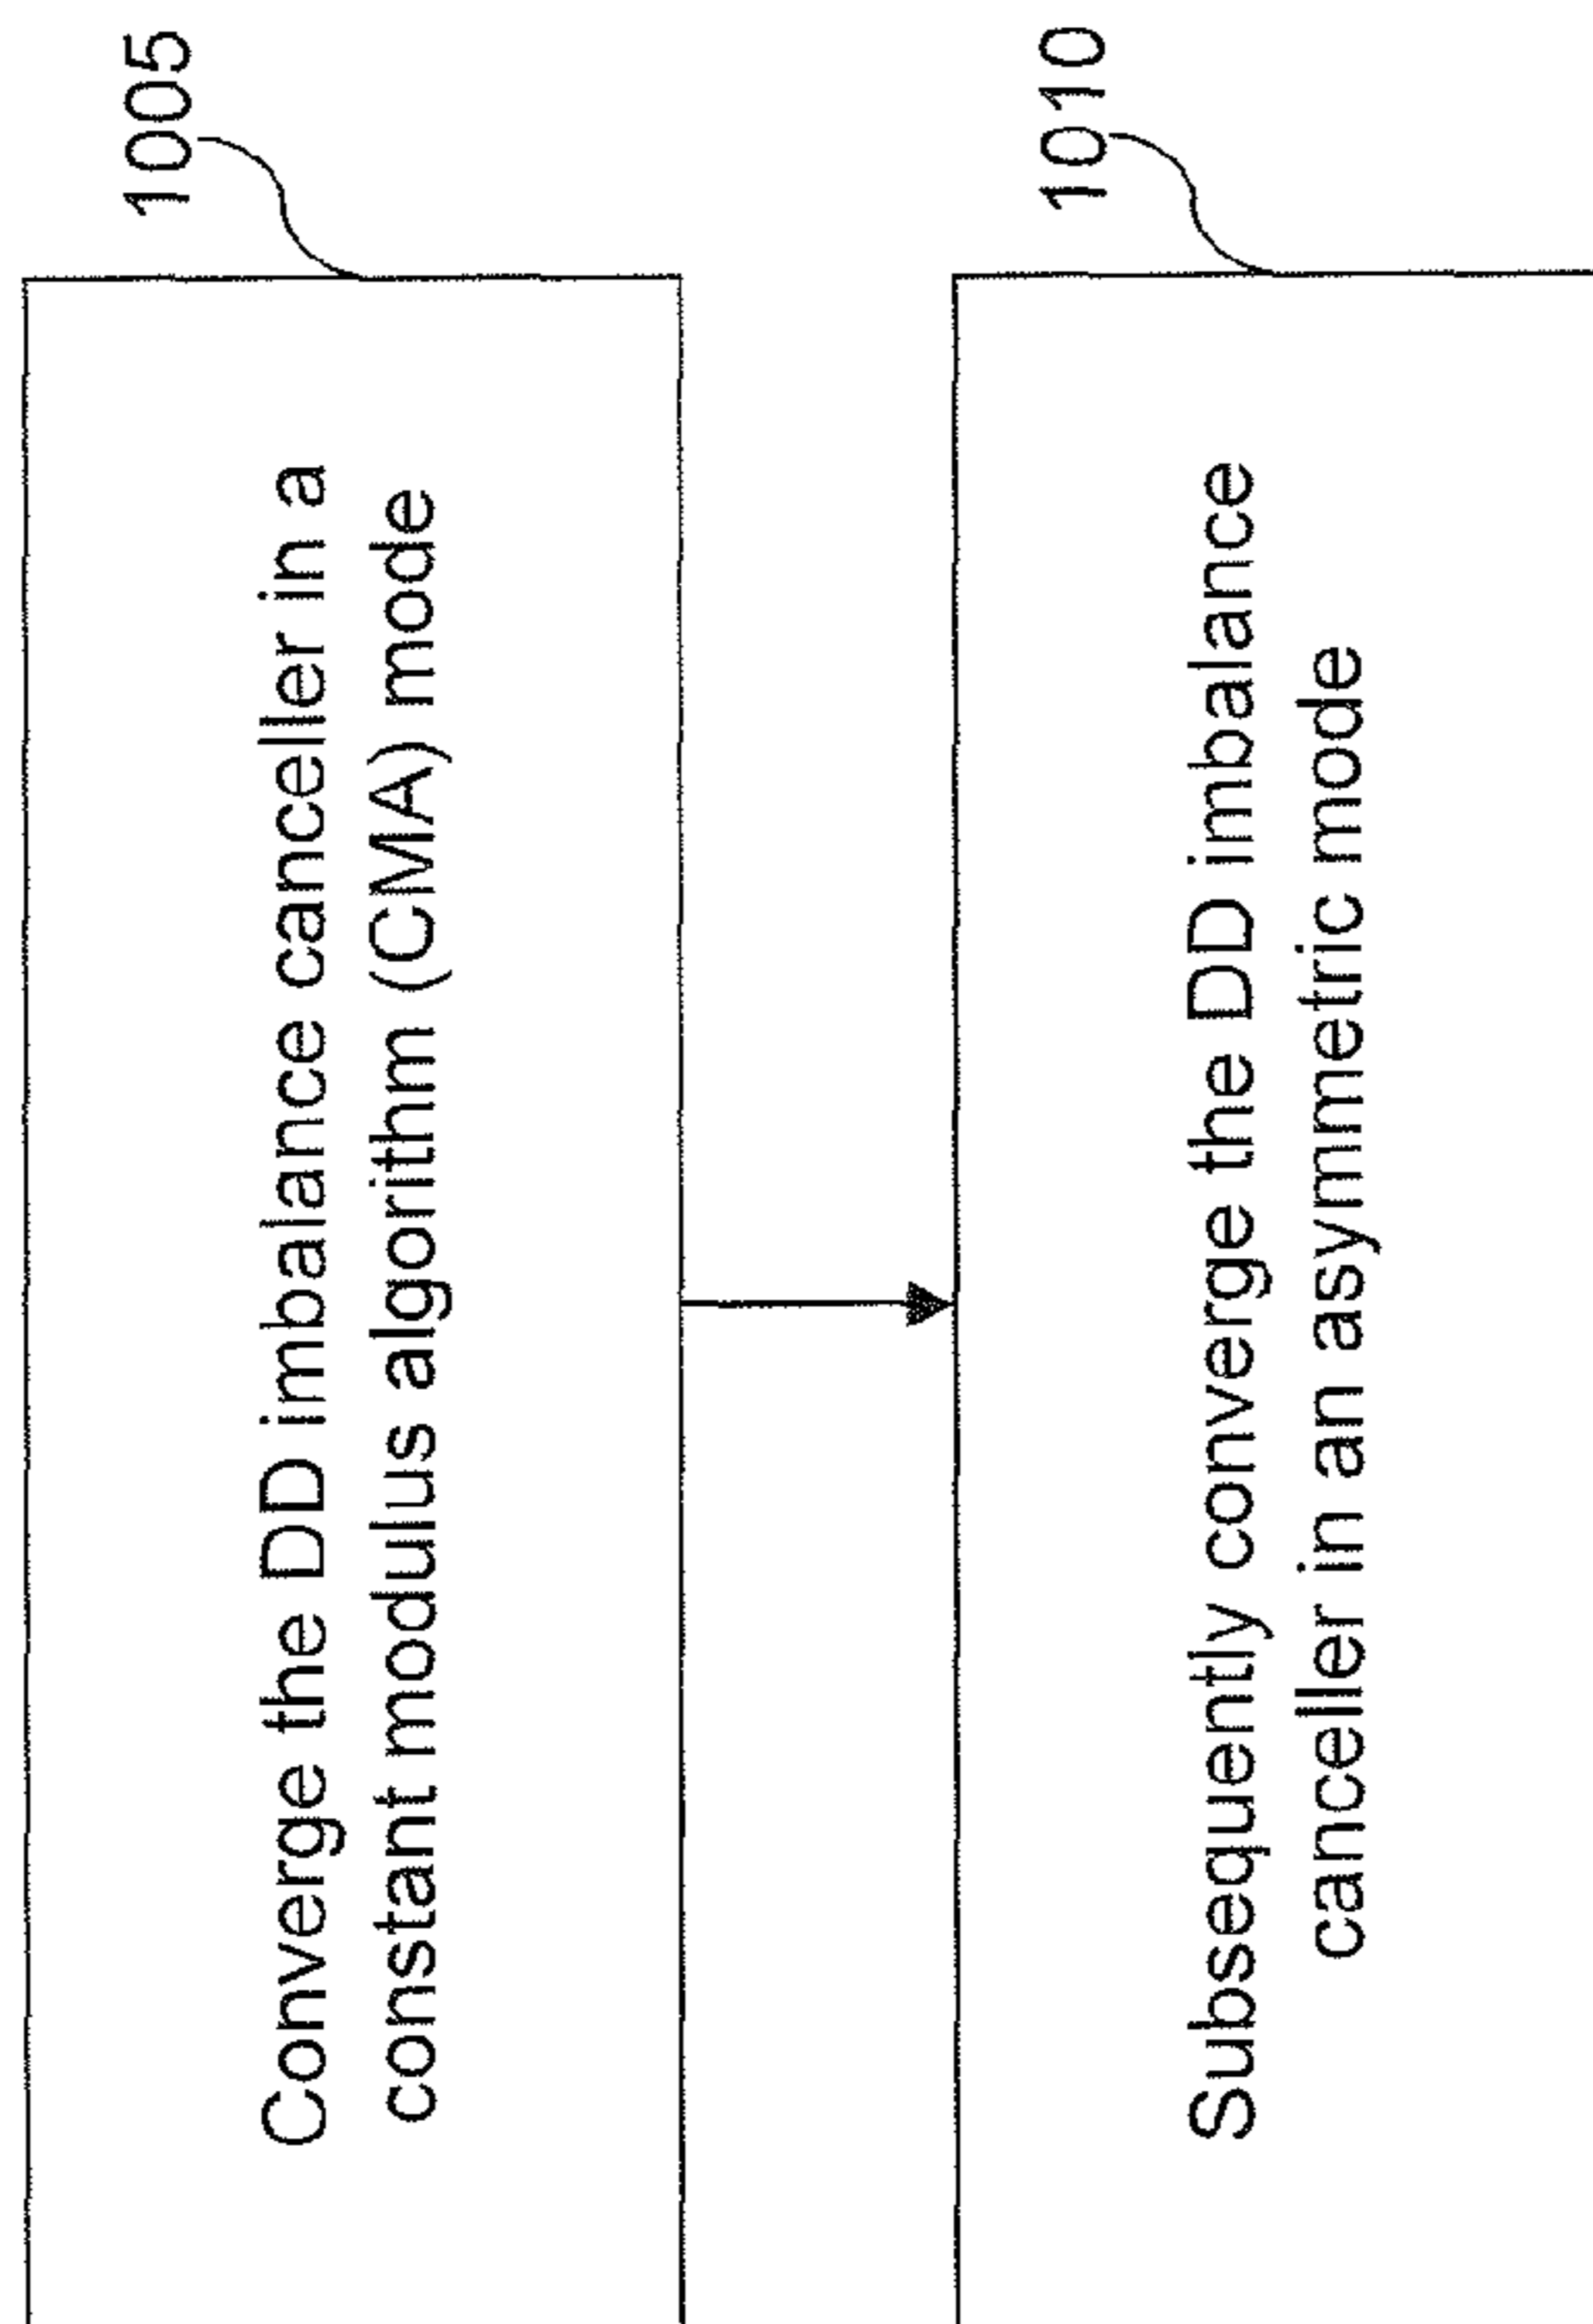 1005
Converge the DD imbalance canceller in a
constant modulus algorithm (CMA) mode
1010
Subsequently converge the DD imbalance
canceller in an asymmetric mode